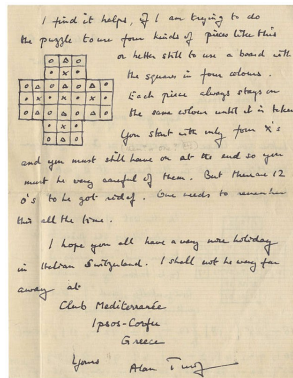 I find it helps, if I am trying to do
the puzzle to use four kinds of pieces like this
or better still to use a board with
the squares in four colours.
Each piece always stays on
the same colour until it is taken
You start with only four X's
and you must still have on at the end so you
must be very careful of them. But there are 12
O's to be got rid of. One needs to remember
this all the time.
I hope you all have a very nice holiday
in Italian Switzerland. I shall not be very far
away at
Club Mediterranée
Ipsos-Corfu
Greece
Yours
Alan Turing